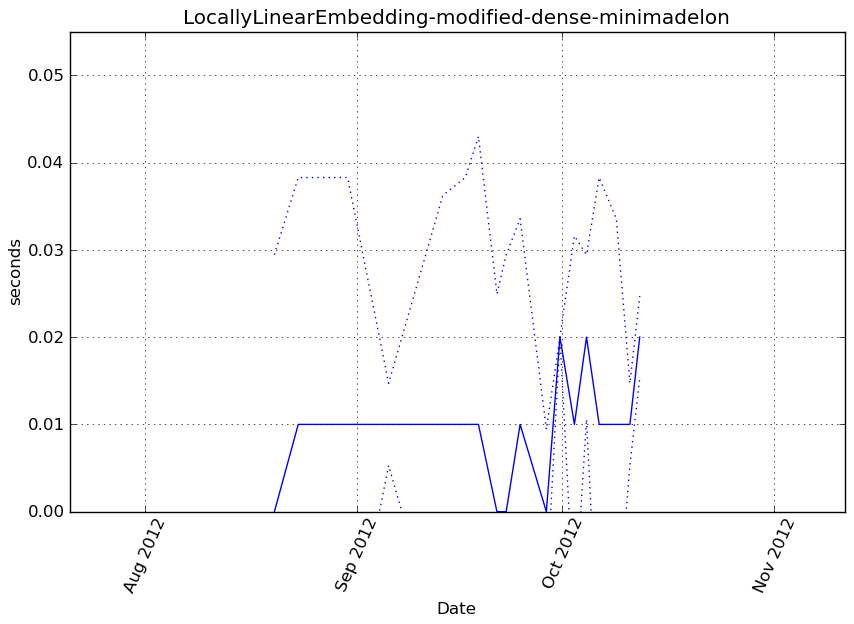 LocallyLinearEmbedding-modified-dense-minimadelon
0.05
0.04
0.03
0.02
0.01
0.00
seconds
Aug 2012
Sep 2012
Oct 2012
Nov 2012
Date